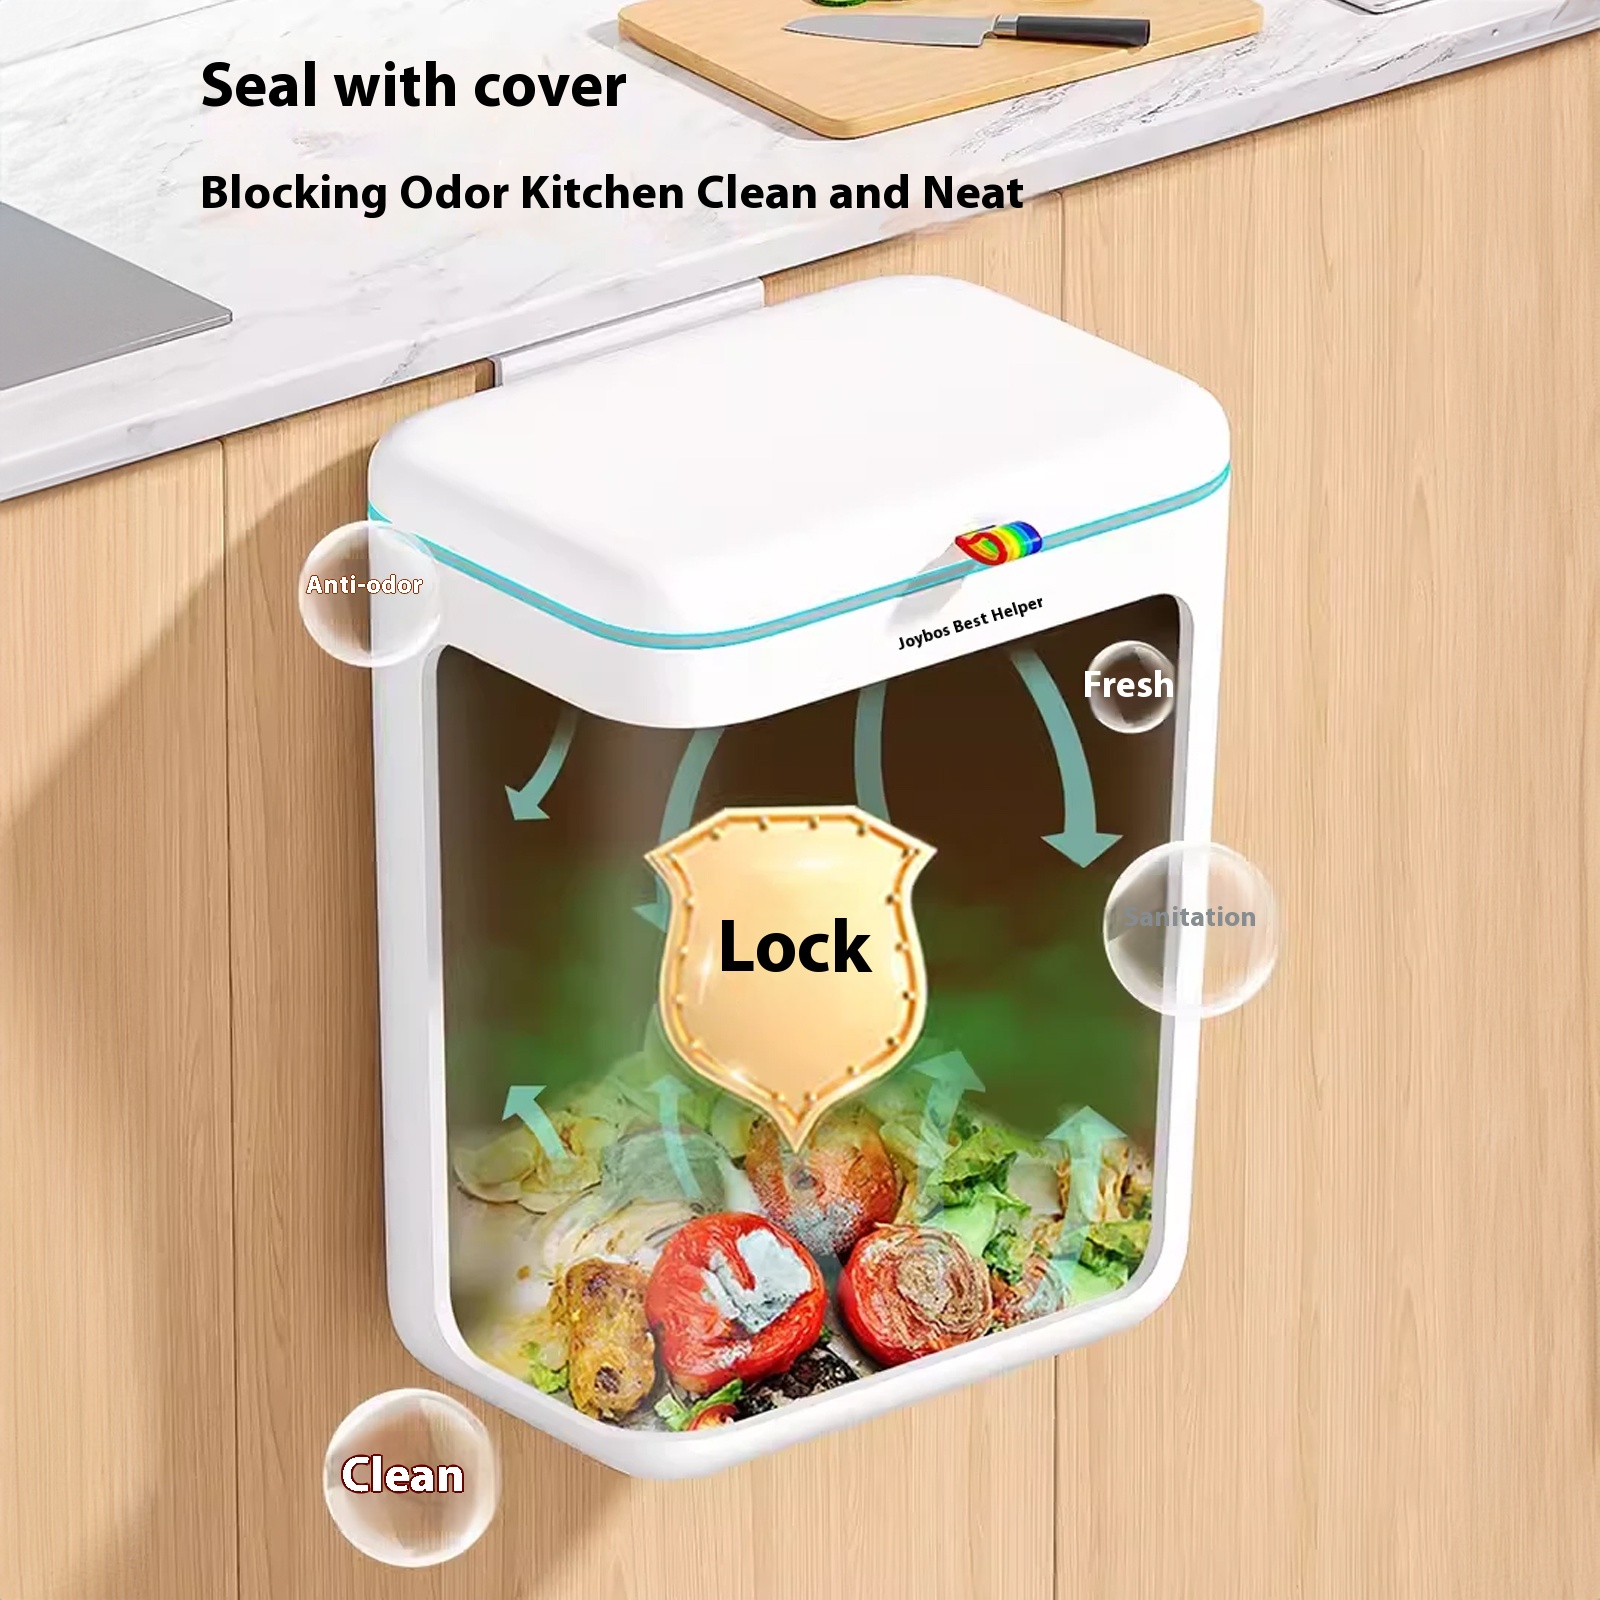 Seal with cover
Blocking Odor Kitchen Clean and Neat
Anti-odor
Joybos Best Helper
Fresh
Lock
Sanitation
Clean